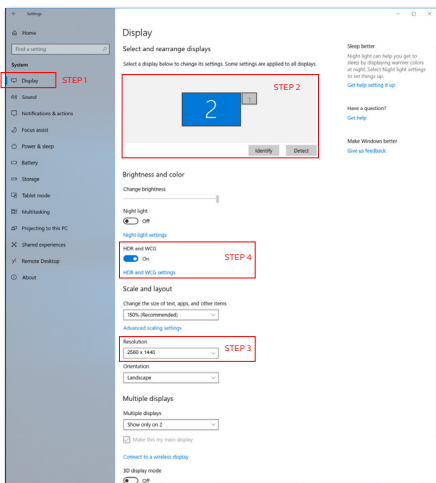 Settings
Home
Find a setting
System
Display
STEP 1
Sound
Notifications & actions
Focus assist
Power & sleep
Battery
Storage
Tablet mode
Multitasking
Projecting to this PC
Shared experiences
Remote Desktop
About
Display
Select and rearrange displays
Select a display below to change its settings. Some settings are applied to all displays.
STEP 2
2
1
Identify
Detect
Brightness and color
Change brightness
Night light
Off
Night light settings
HDR and WCG
On
STEP 4
HDR and WCG settings
Scale and layout
Change the size of text, apps, and other items
150% (Recommended)
Advanced scaling settings
Resolution
2560 x 1440
STEP 3
Orientation
Landscape
Multiple displays
Multiple displays
Show only on 2
Make this my main display
Connect to a wireless display
3D display mode
Off
Sleep better
Night light can help you get to
sleep by displaying warmer colors
at night. Select Night light settings
to set things up.
Get help setting it up
Have a question?
Get help
Make Windows better
Give us feedback